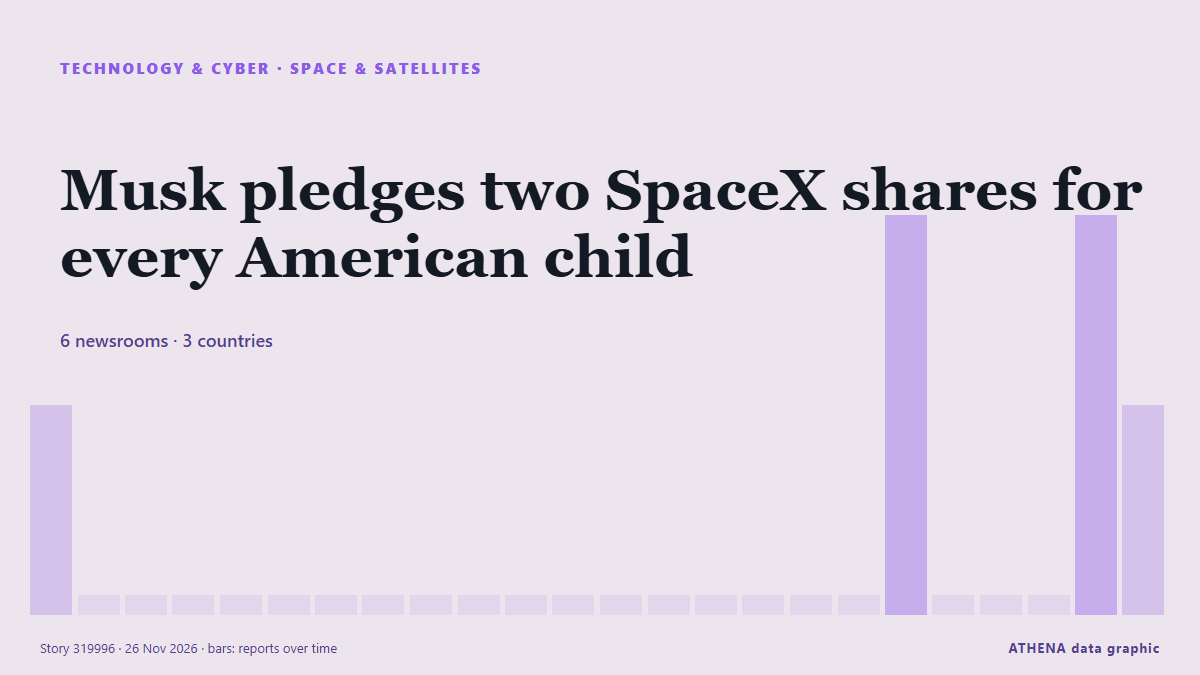 TECHNOLOGY & CYBER · SPACE & SATELLITES
Musk pledges two SpaceX shares for
every American child
6 newsrooms · 3 countries
Story 319996 · 26 Nov 2026 · bars: reports over time
ATHENA data graphic